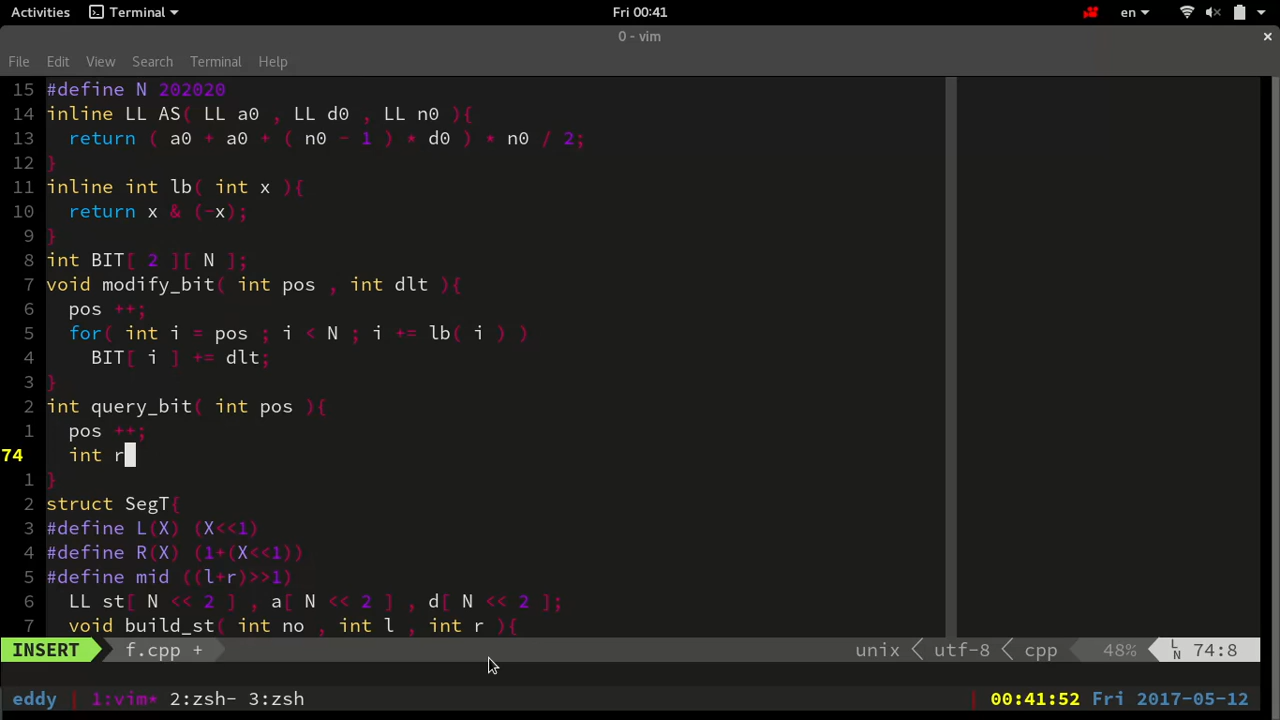 Activities Terminal Fri 00:41 en
0 - vim ×
File Edit View Search Terminal Help
15 #define N 202020
14 inline LL AS( LL a0 , LL d0 , LL n0 ){
13 return ( a0 + a0 + ( n0 - 1 ) * d0 ) * n0 / 2;
12 }
11 inline int lb( int x ){
10 return x & (-x);
9 }
8 int BIT[ 2 ][ N ];
7 void modify_bit( int pos , int dlt ){
6 pos ++;
5 for( int i = pos ; i < N ; i += lb( i ) )
4 BIT[ i ] += dlt;
3 }
2 int query_bit( int pos ){
1 pos ++;
74 int r
1 }
2 struct SegT{
3 #define L(X) (X<<1)
4 #define R(X) (1+(X<<1))
5 #define mid ((l+r)>>1)
6 LL st[ N << 2 ] , a[ N << 2 ] , d[ N << 2 ];
7 void build_st( int no , int l , int r ){
INSERT f.cpp + unix utf-8 cpp 48% LN 74:8
eddy 1:vim* 2:zsh- 3:zsh 00:41:52 Fri 2017-05-12